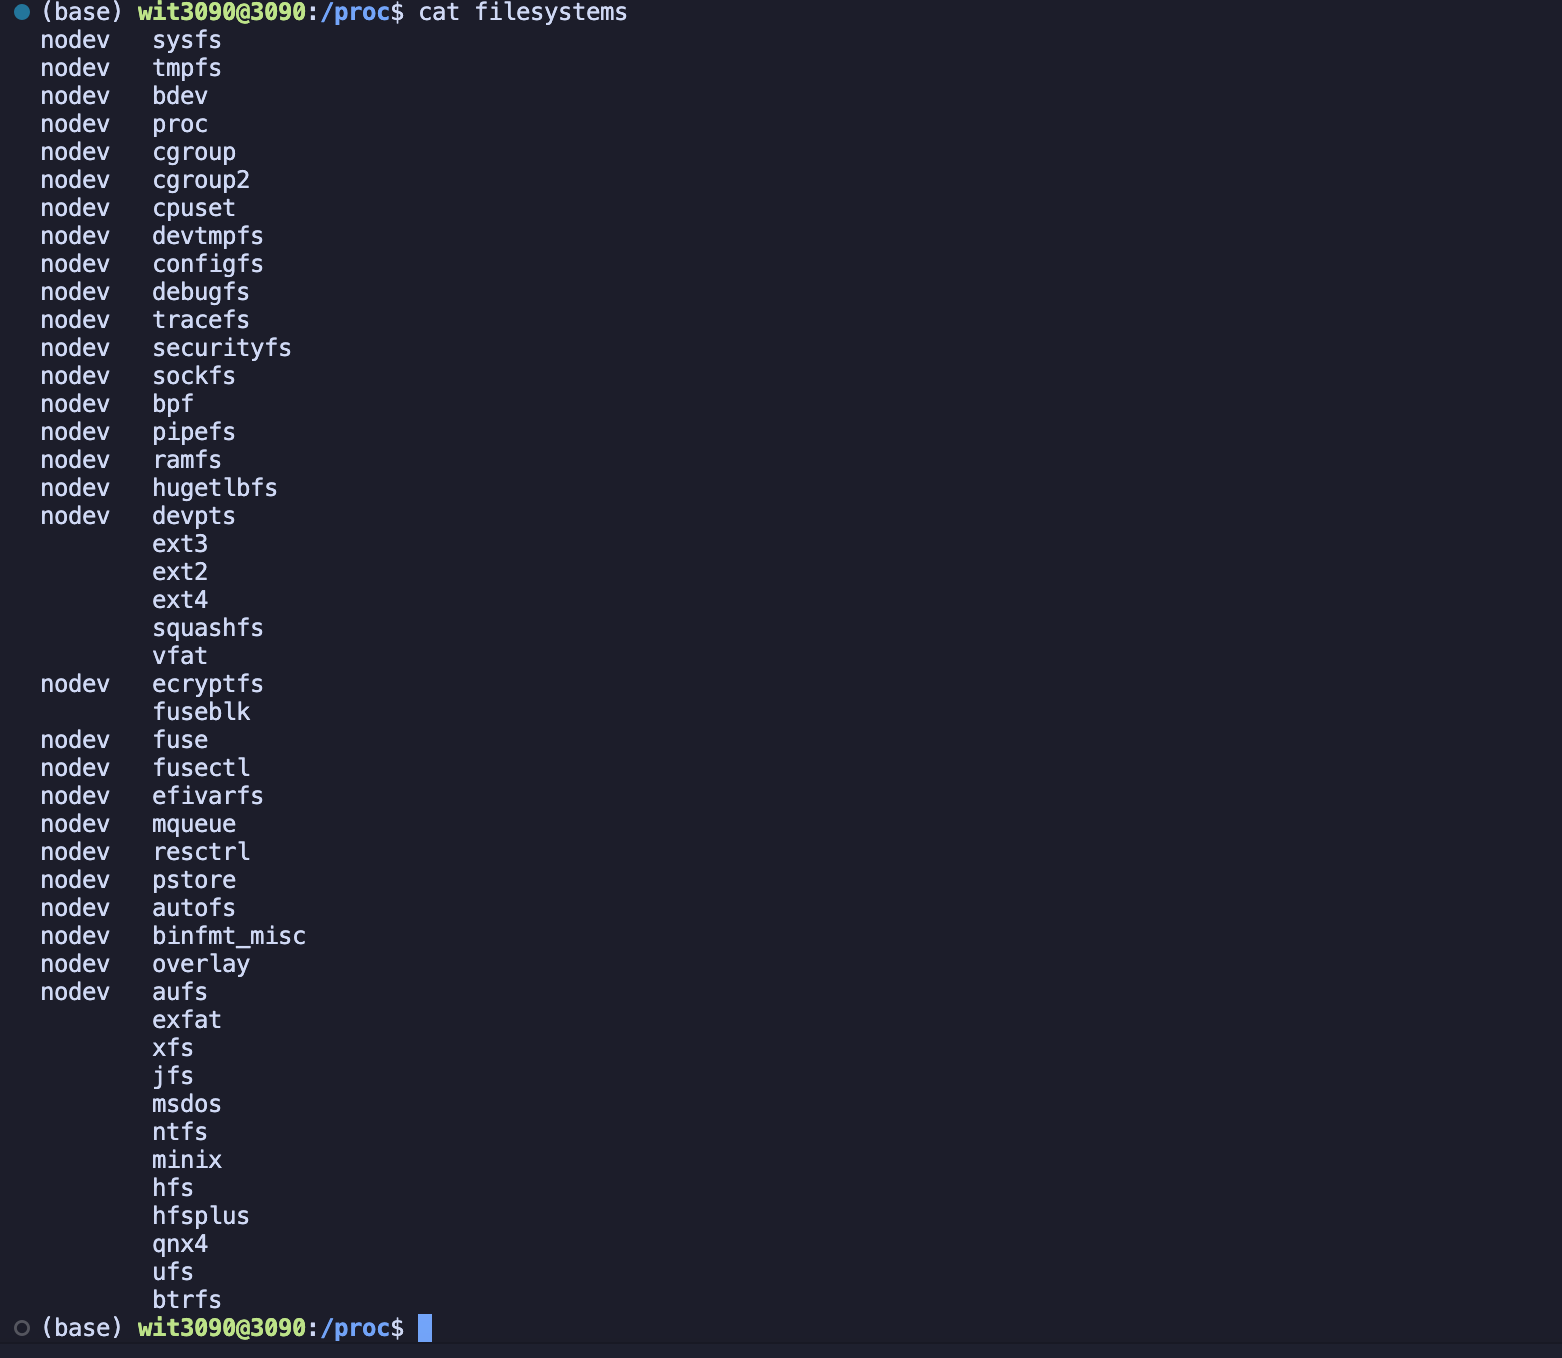 (base) wit3090@3090:/proc$ cat filesystems
nodev   sysfs
nodev   tmpfs
nodev   bdev
nodev   proc
nodev   cgroup
nodev   cgroup2
nodev   cpuset
nodev   devtmpfs
nodev   configfs
nodev   debugfs
nodev   tracefs
nodev   securityfs
nodev   sockfs
nodev   bpf
nodev   pipefs
nodev   ramfs
nodev   hugetlbfs
nodev   devpts
        ext3
        ext2
        ext4
        squashfs
        vfat
nodev   ecryptfs
        fuseblk
nodev   fuse
nodev   fusectl
nodev   efivarfs
nodev   mqueue
nodev   resctrl
nodev   pstore
nodev   autofs
nodev   binfmt_misc
nodev   overlay
nodev   aufs
        exfat
        xfs
        jfs
        msdos
        ntfs
        minix
        hfs
        hfsplus
        qnx4
        ufs
        btrfs
(base) wit3090@3090:/proc$